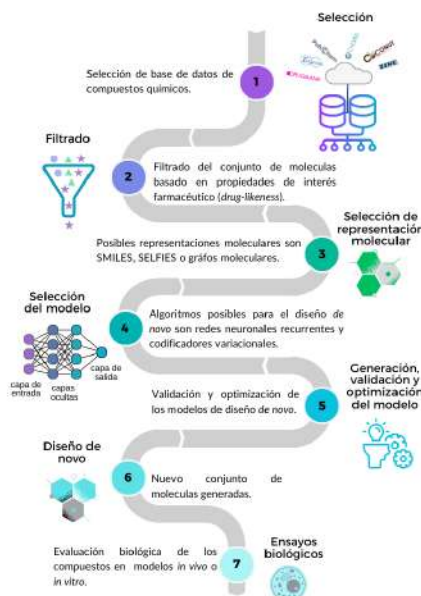 Selección
PubChem
COCONUT
ZINC
Selección de base de datos de
compuestos químicos.
1
Filtrado
2
Filtrado del conjunto de moleculas
basado en propiedades de interés
farmacéutico (drug-likeness).
Selección de
representación
molecular
Posibles representaciones moleculares son
SMILES, SELFIES o gráfos moleculares.
3
Selección
del modelo
4
Algoritmos posibles para el diseño de
novo son redes neuronales recurrentes y
codificadores variacionales.
capa de
entrada
capas
ocultas
capa de
salida
Generación,
validación y
optimización
del modelo
Validación y optimización de
los modelos de diseño de novo.
5
Diseño de
novo
6
Nuevo conjunto de
moleculas generadas.
Ensayos
biológicos
Evaluación biológica de los
compuestos en modelos in vivo o
in vitro.
7